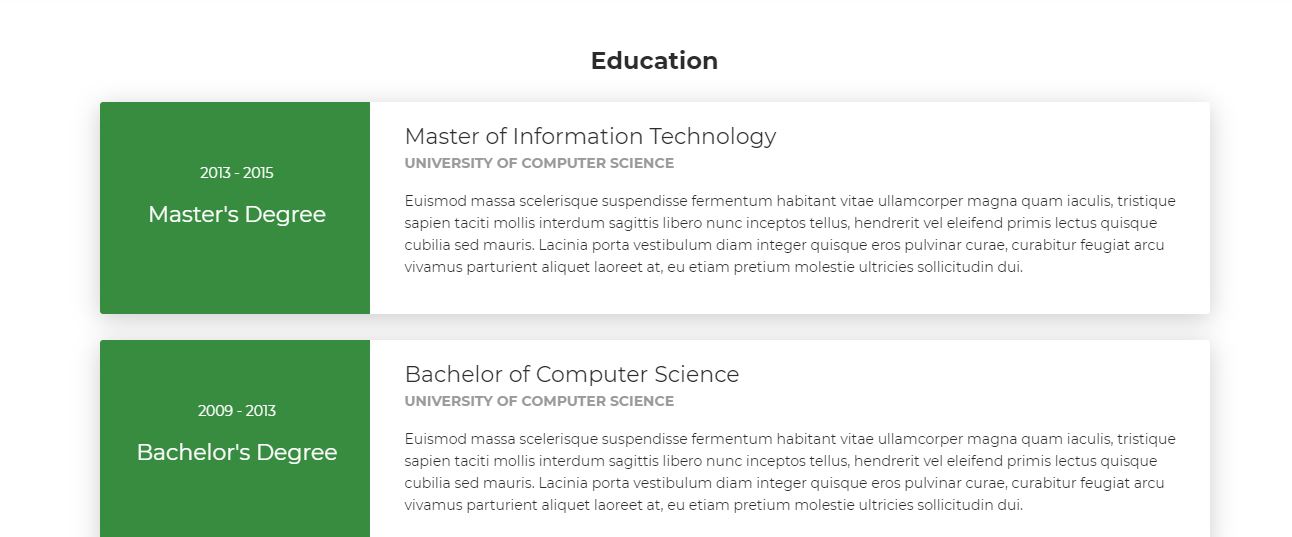 Education
2013 - 2015
Master's Degree
Master of Information Technology
UNIVERSITY OF COMPUTER SCIENCE
Euismod massa scelerisque suspendisse fermentum habitant vitae ullamcorper magna quam iaculis, tristique
sapien taciti mollis interdum sagittis libero nunc inceptos tellus, hendrerit vel eleifend primis lectus quisque
cubilia sed mauris. Lacinia porta vestibulum diam integer quisque eros pulvinar curae, curabitur feugiat arcu
vivamus parturient aliquet laoreet at, eu etiam pretium molestie ultricies sollicitudin dui.
2009 - 2013
Bachelor's Degree
Bachelor of Computer Science
UNIVERSITY OF COMPUTER SCIENCE
Euismod massa scelerisque suspendisse fermentum habitant vitae ullamcorper magna quam iaculis, tristique
sapien taciti mollis interdum sagittis libero nunc inceptos tellus, hendrerit vel eleifend primis lectus quisque
cubilia sed mauris. Lacinia porta vestibulum diam integer quisque eros pulvinar curae, curabitur feugiat arcu
vivamus parturient aliquet laoreet at, eu etiam pretium molestie ultricies sollicitudin dui.